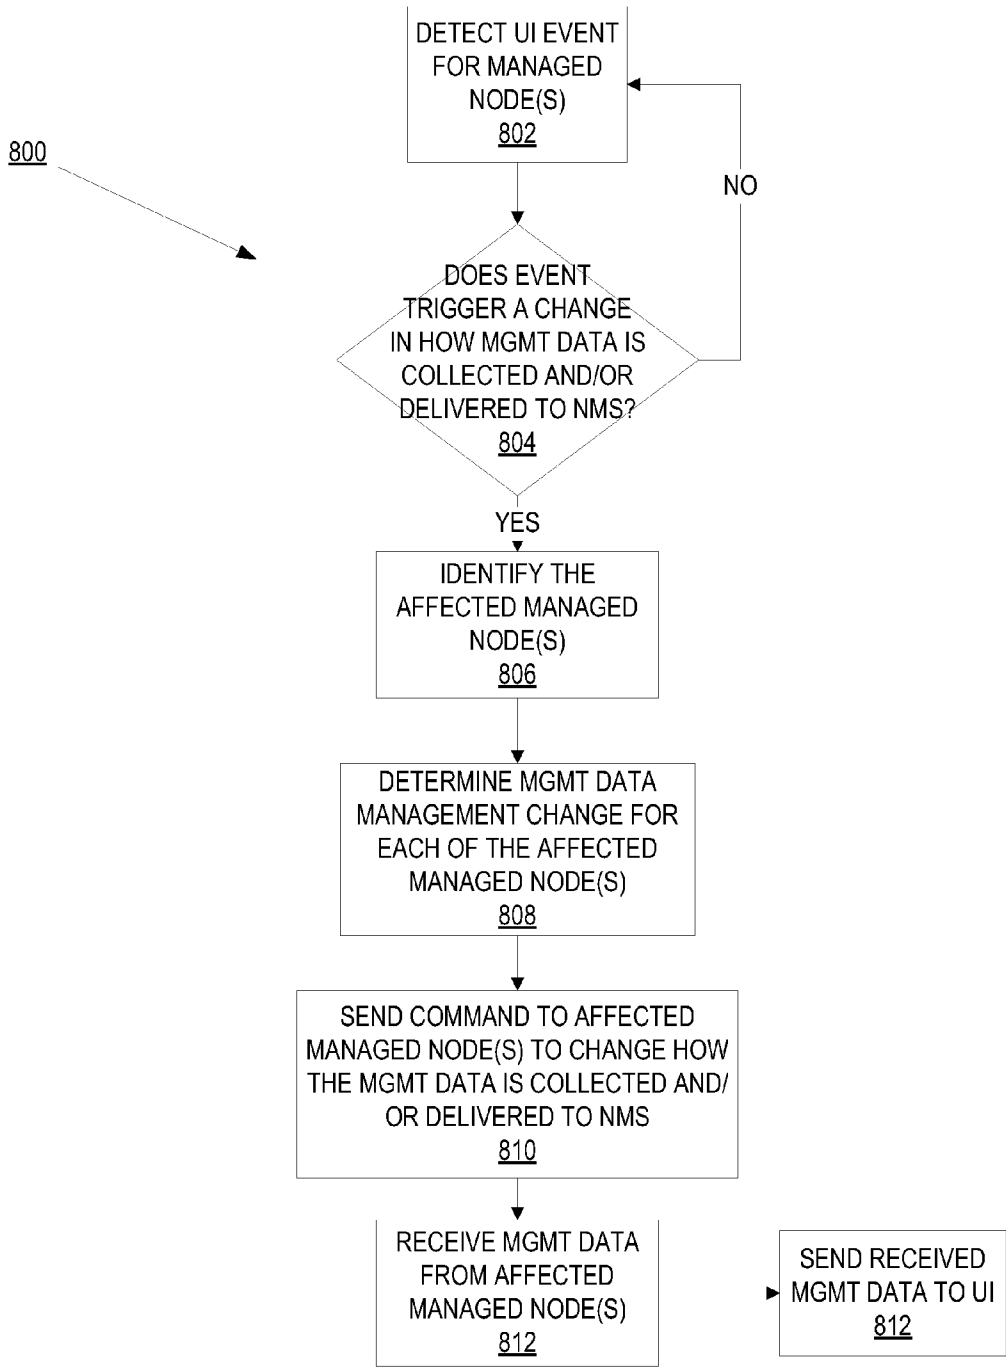 DETECT UI EVENT
FOR MANAGED
NODE(S)
802
800
NO
DOES EVENT
TRIGGER A CHANGE
IN HOW MGMT DATA IS
COLLECTED AND/OR
DELIVERED TO NMS?
804
YES
IDENTIFY THE
AFFECTED MANAGED
NODE(S)
806
DETERMINE MGMT DATA
MANAGEMENT CHANGE FOR
EACH OF THE AFFECTED
MANAGED NODE(S)
808
SEND COMMAND TO AFFECTED
MANAGED NODE(S) TO CHANGE HOW
THE MGMT DATA IS COLLECTED AND/
OR DELIVERED TO NMS
810
RECEIVE MGMT DATA
FROM AFFECTED
MANAGED NODE(S)
812
SEND RECEIVED
MGMT DATA TO UI
812